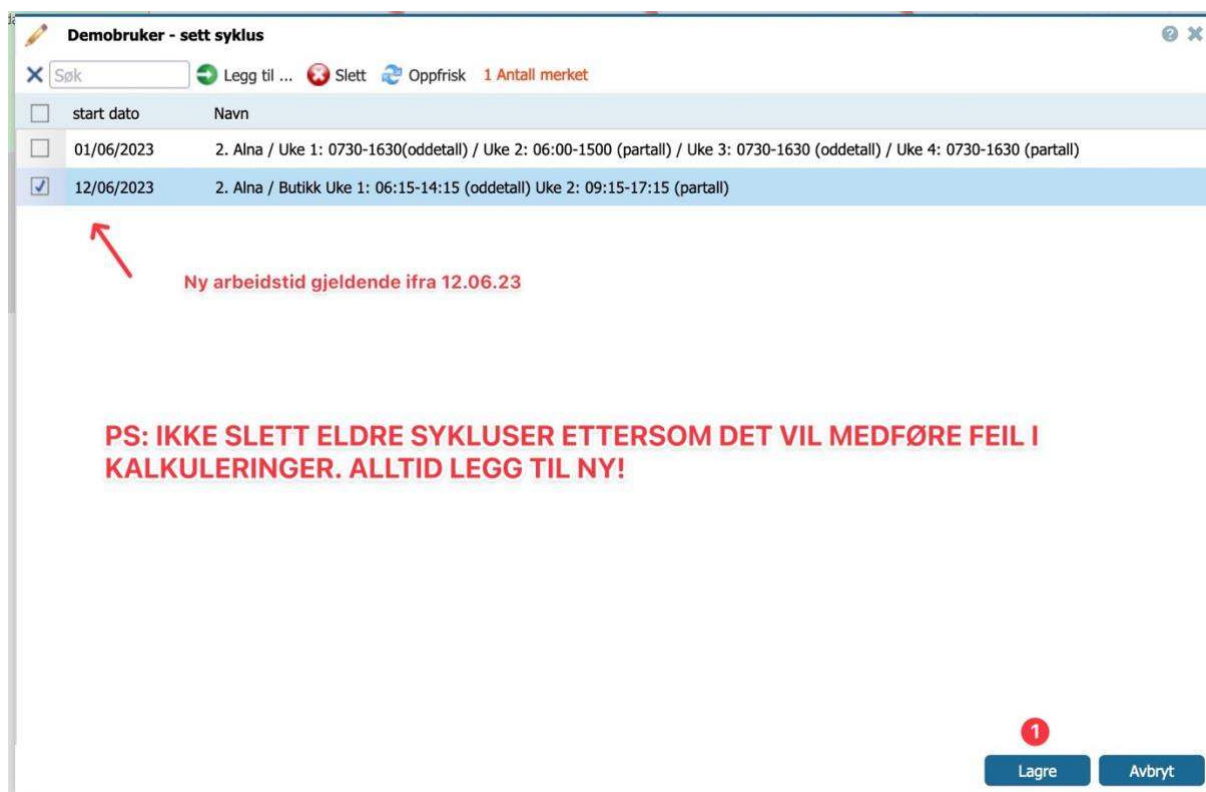 Demobruker - sett syklus
Søk Legg til ... Slett Oppfrisk 1 Antall merket
start dato Navn
01/06/2023 2. Alna / Uke 1: 0730-1630(oddetall) / Uke 2: 06:00-1500 (partall) / Uke 3: 0730-1630 (oddetall) / Uke 4: 0730-1630 (partall)
12/06/2023 2. Alna / Butikk Uke 1: 06:15-14:15 (oddetall) Uke 2: 09:15-17:15 (partall)
Ny arbeidstid gjeldende ifra 12.06.23
PS: IKKE SLETT ELDRE SYKLUSER ETTERSOM DET VIL MEDFØRE FEIL I
KALKULERINGER. ALLTID LEGG TIL NY!
1
Lagre Avbryt